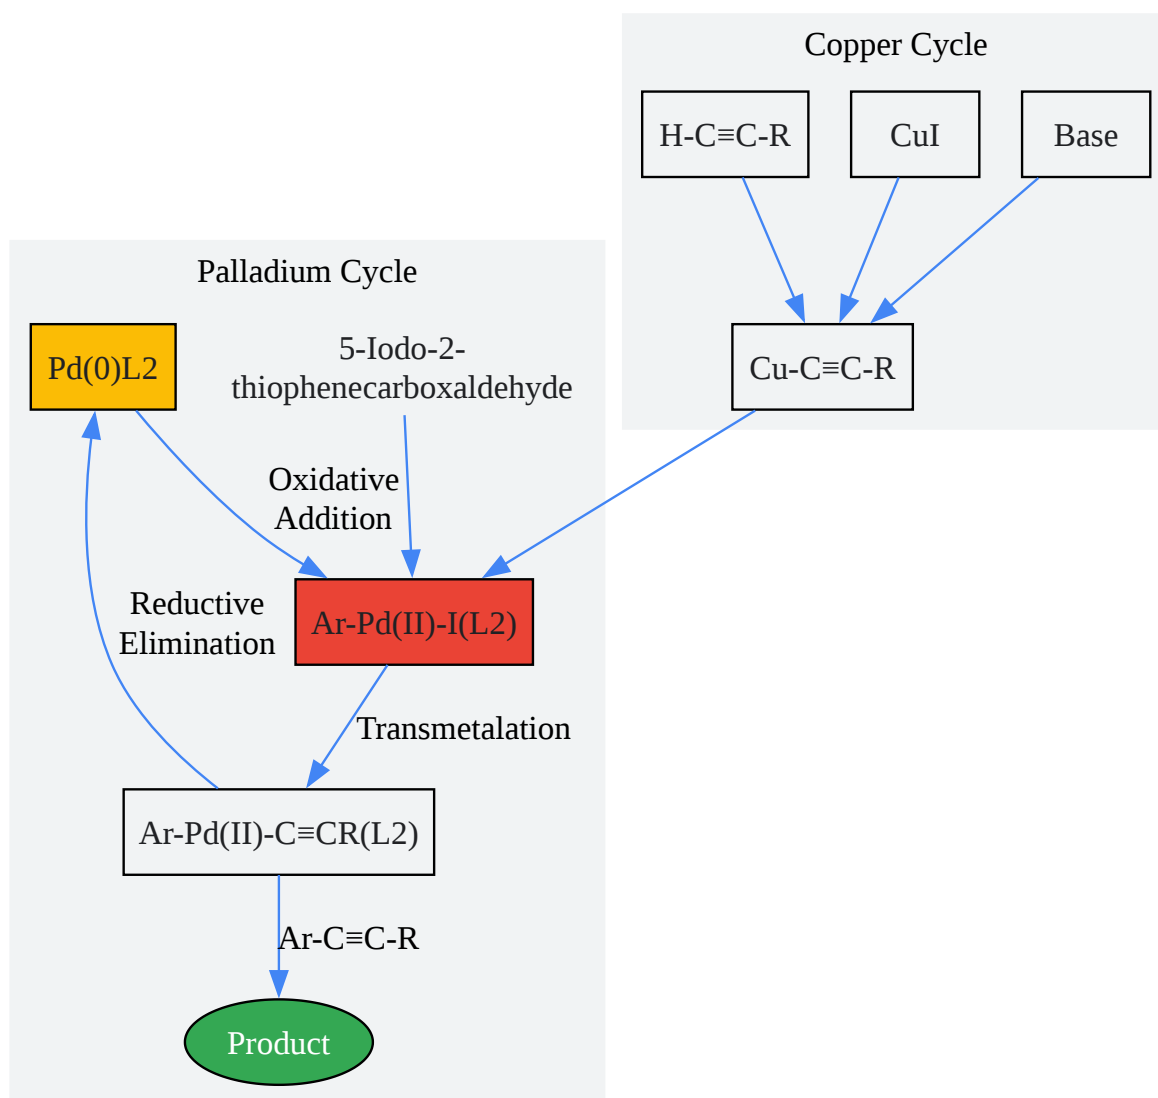 Copper Cycle
H-C≡C-R
CuI
Base
Palladium Cycle
Pd(0)L2
5-Iodo-2-
thiophenecarboxaldehyde
Cu-C≡C-R
Oxidative
Addition
Reductive
Elimination
Ar-Pd(II)-I(L2)
Transmetalation
Ar-Pd(II)-C≡CR(L2)
Ar-C≡C-R
Product